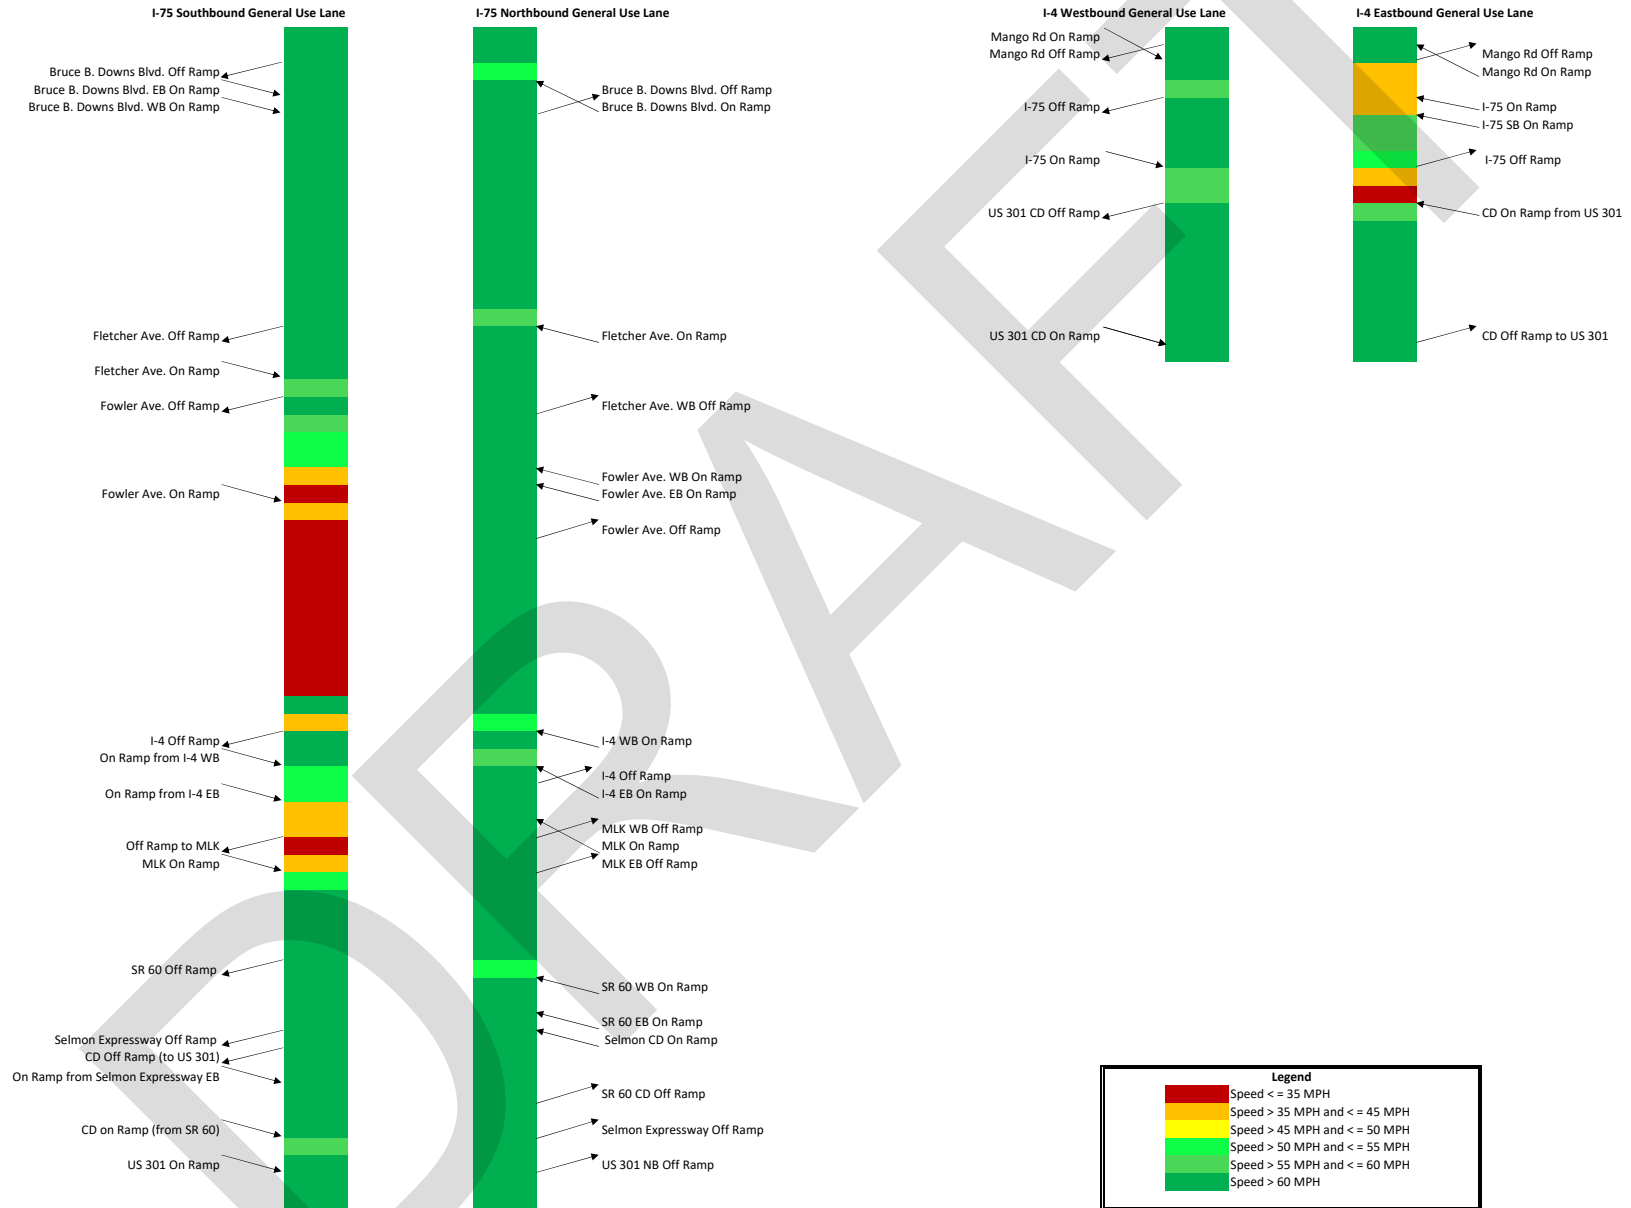 I-75 Southbound General Use Lane
Bruce B. Downs Blvd. Off Ramp
Bruce B. Downs Blvd. EB On Ramp
Bruce B. Downs Blvd. WB On Ramp
Fletcher Ave. Off Ramp
Fletcher Ave. On Ramp
Fowler Ave. Off Ramp
Fowler Ave. On Ramp
I-4 Off Ramp
On Ramp from I-4 WB
On Ramp from I-4 EB
Off Ramp to MLK
MLK On Ramp
SR 60 Off Ramp
Selmon Expressway Off Ramp
CD Off Ramp (to US 301)
On Ramp from Selmon Expressway EB
CD on Ramp (from SR 60)
US 301 On Ramp
I-75 Northbound General Use Lane
Bruce B. Downs Blvd. Off Ramp
Bruce B. Downs Blvd. On Ramp
Fletcher Ave. On Ramp
Fletcher Ave. WB Off Ramp
Fowler Ave. WB On Ramp
Fowler Ave. EB On Ramp
Fowler Ave. Off Ramp
I-4 WB On Ramp
I-4 Off Ramp
I-4 EB On Ramp
MLK WB Off Ramp
MLK On Ramp
MLK EB Off Ramp
SR 60 WB On Ramp
SR 60 EB On Ramp
Selmon CD On Ramp
SR 60 CD Off Ramp
Selmon Expressway Off Ramp
US 301 NB Off Ramp
I-4 Westbound General Use Lane
Mango Rd On Ramp
Mango Rd Off Ramp
I-75 Off Ramp
I-75 On Ramp
US 301 CD Off Ramp
US 301 CD On Ramp
I-4 Eastbound General Use Lane
Mango Rd Off Ramp
Mango Rd On Ramp
I-75 On Ramp
I-75 SB On Ramp
I-75 Off Ramp
CD On Ramp from US 301
CD Off Ramp to US 301
Legend
Speed < = 35 MPH
Speed > 35 MPH and < = 45 MPH
Speed > 45 MPH and < = 50 MPH
Speed > 50 MPH and < = 55 MPH
Speed > 55 MPH and < = 60 MPH
Speed > 60 MPH
DRAFT